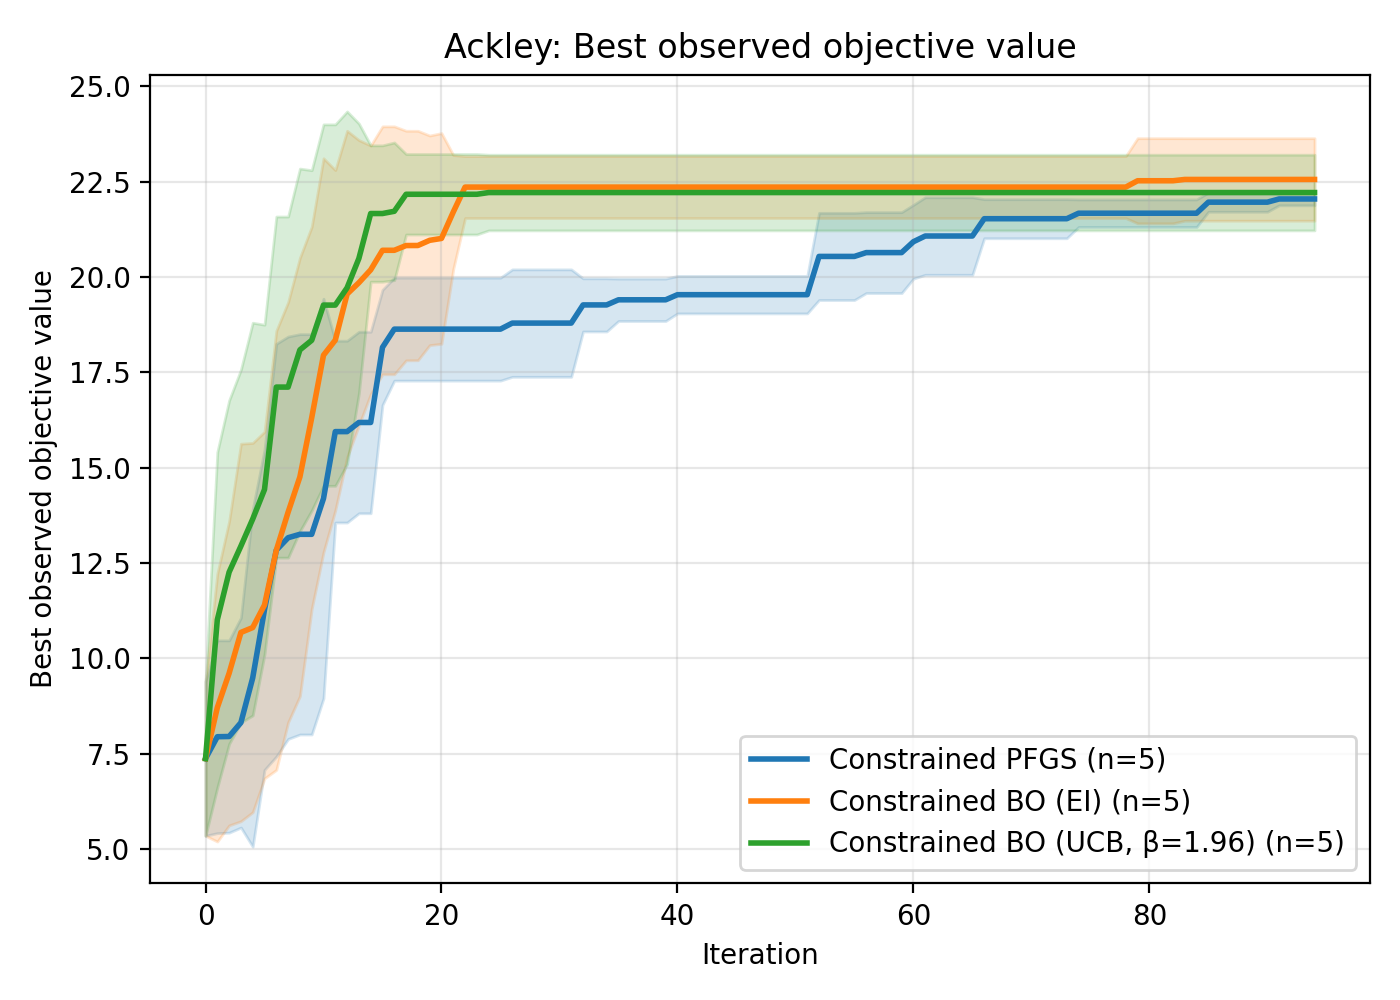 Ackley: Best observed objective value
Best observed objective value
25.0
22.5
20.0
17.5
15.0
12.5
10.0
7.5
5.0
Constrained PFGS (n=5)
Constrained BO (EI) (n=5)
Constrained BO (UCB, β=1.96) (n=5)
0 20 40 60 80
Iteration